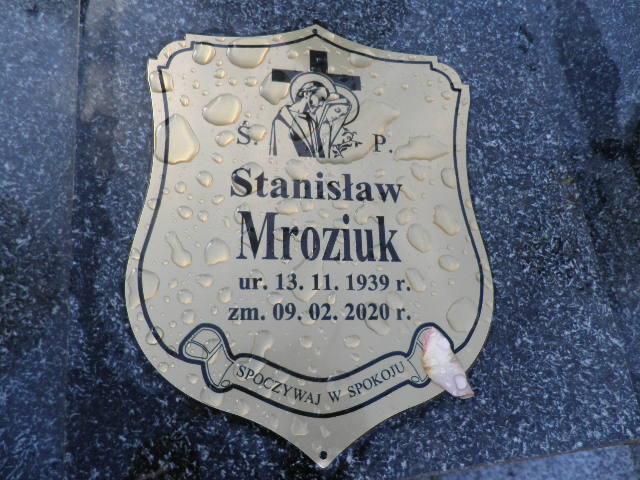 Ś. P.
Stanisław
Mroziuk
ur. 13. 11. 1939 r.
zm. 09. 02. 2020 r.
SPOCZYWAJ W SPOKOJU